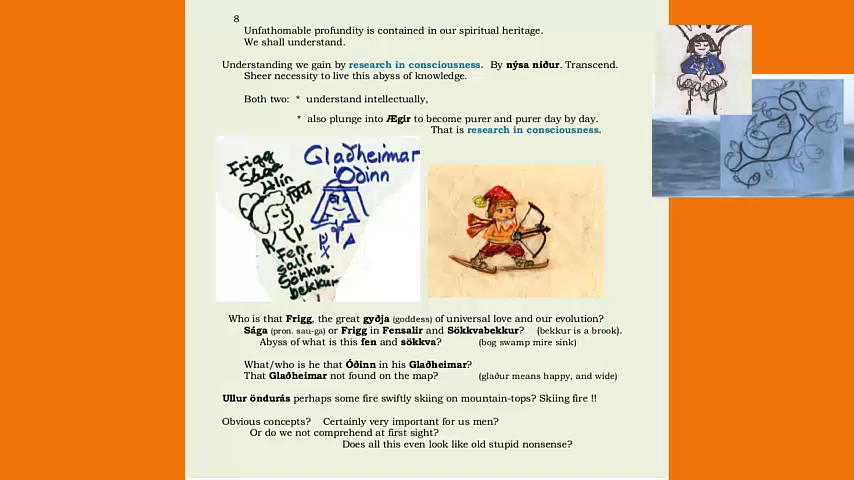 8
Unfathomable profundity is contained in our spiritual heritage.
We shall understand.
Understanding we gain by research in consciousness. By nýsa niður. Transcend.
Sheer necessity to live this abyss of knowledge.
Both two: * understand intellectually,
* also plunge into Ægir to become purer and purer day by day.
That is research in consciousness.
Frigg
Saga
Hlín
प्रिया
Fen-
salir
Sökkva-
bekkur
Glaðheimar
Óðinn
Who is that Frigg, the great gyðja (goddess) of universal love and our evolution?
Sága (pron. sau-ga) or Frigg in Fensalir and Sökkvabekkur? (bekkur is a brook).
Abyss of what is this fen and sökkva? (bog swamp mire sink)
What/who is he that Óðinn in his Glaðheimar?
That Glaðheimar not found on the map? (glaður means happy, and wide)
Ullur öndurás perhaps some fire swiftly skiing on mountain-tops? Skiing fire !!
Obvious concepts? Certainly very important for us men?
Or do we not comprehend at first sight?
Does all this even look like old stupid nonsense?